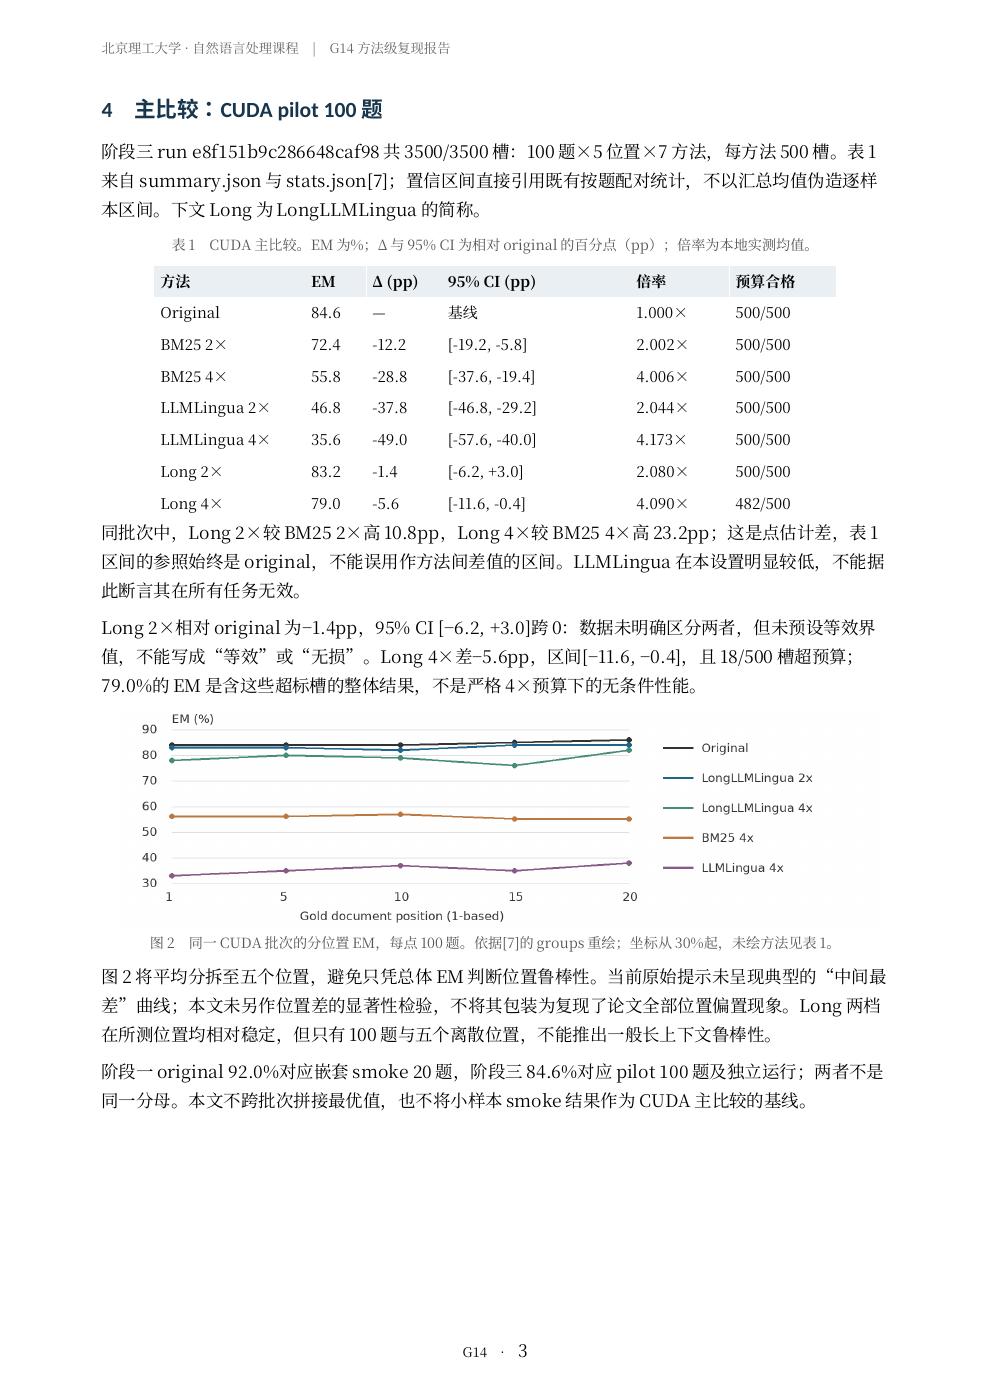 北京理工大学 · 自然语言处理课程 | G14 方法级复现报告
4 主比较：CUDA pilot 100 题
阶段三 run e8f151b9c286648caf98 共 3500/3500 槽：100 题×5 位置×7 方法，每方法 500 槽。表 1
来自 summary.json 与 stats.json[7]；置信区间直接引用既有按题配对统计，不以汇总均值伪造逐样
本区间。下文 Long 为 LongLLMLingua 的简称。
表 1 CUDA 主比较。EM 为%；Δ 与 95% CI 为相对 original 的百分点（pp）；倍率为本地实测均值。
方法 EM Δ (pp) 95% CI (pp) 倍率 预算合格
Original 84.6 — 基线 1.000× 500/500
BM25 2× 72.4 -12.2 [-19.2, -5.8] 2.002× 500/500
BM25 4× 55.8 -28.8 [-37.6, -19.4] 4.006× 500/500
LLMLingua 2× 46.8 -37.8 [-46.8, -29.2] 2.044× 500/500
LLMLingua 4× 35.6 -49.0 [-57.6, -40.0] 4.173× 500/500
Long 2× 83.2 -1.4 [-6.2, +3.0] 2.080× 500/500
Long 4× 79.0 -5.6 [-11.6, -0.4] 4.090× 482/500
同批次中，Long 2×较 BM25 2×高 10.8pp，Long 4×较 BM25 4×高 23.2pp；这是点估计差，表 1
区间的参照始终是 original，不能误用作方法间差值的区间。LLMLingua 在本设置明显较低，不能据
此断言其在所有任务无效。
Long 2×相对 original 为−1.4pp，95% CI [−6.2, +3.0]跨 0：数据未明确区分两者，但未预设等效界
值，不能写成“等效”或“无损”。Long 4×差−5.6pp，区间[−11.6, −0.4]，且 18/500 槽超预算；
79.0%的 EM 是含这些超标槽的整体结果，不是严格 4×预算下的无条件性能。
EM (%)
90
80
70
60
50
40
30
1 5 10 15 20
Gold document position (1-based)
Original
LongLLMLingua 2x
LongLLMLingua 4x
BM25 4x
LLMLingua 4x
图 2 同一 CUDA 批次的分位置 EM，每点 100 题。依据[7]的 groups 重绘；坐标从 30%起，未绘方法见表 1。
图 2 将平均分拆至五个位置，避免只凭总体 EM 判断位置鲁棒性。当前原始提示未呈现典型的“中间最
差”曲线；本文未另作位置差的显著性检验，不将其包装为复现了论文全部位置偏置现象。Long 两档
在所测位置均相对稳定，但只有 100 题与五个离散位置，不能推出一般长上下文鲁棒性。
阶段一 original 92.0%对应嵌套 smoke 20 题，阶段三 84.6%对应 pilot 100 题及独立运行；两者不是
同一分母。本文不跨批次拼接最优值，也不将小样本 smoke 结果作为 CUDA 主比较的基线。
G14 · 3